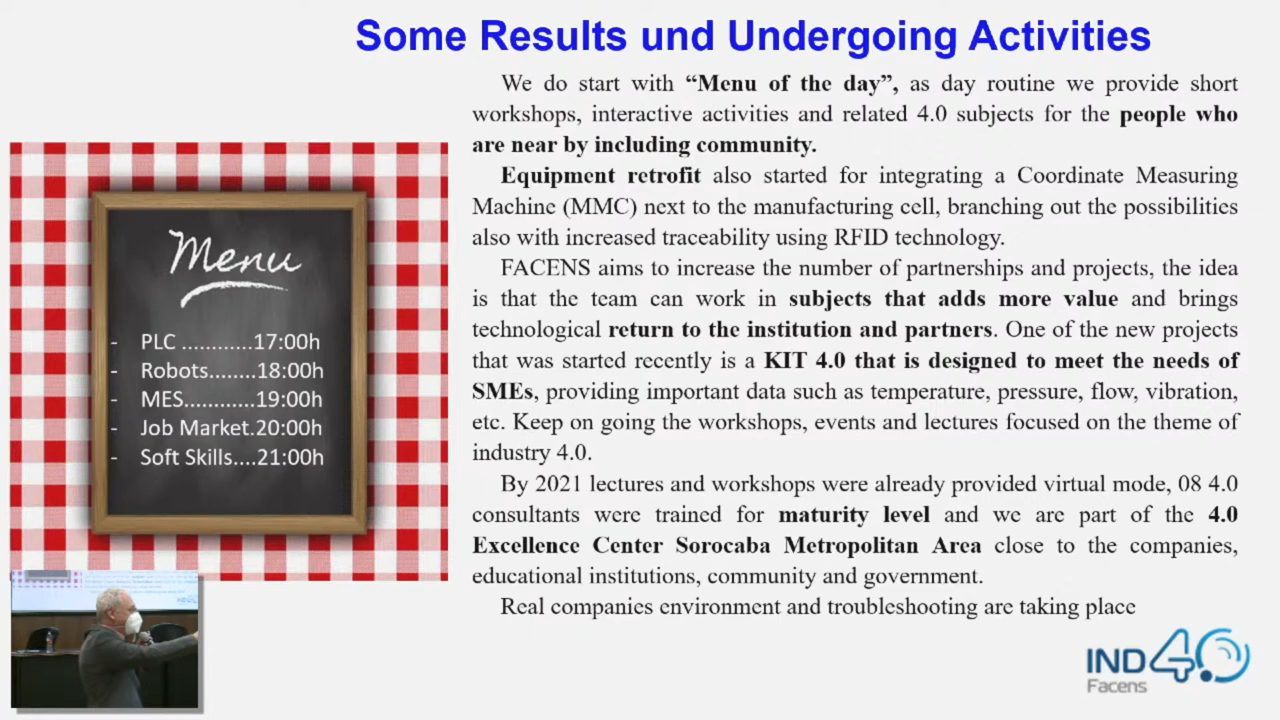 Some Results und Undergoing Activities
We do start with “Menu of the day”, as day routine we provide short
workshops, interactive activities and related 4.0 subjects for the people who
are near by including community.
Equipment retrofit also started for integrating a Coordinate Measuring
Machine (MMC) next to the manufacturing cell, branching out the possibilities
also with increased traceability using RFID technology.
FACENS aims to increase the number of partnerships and projects, the idea
is that the team can work in subjects that adds more value and brings
technological return to the institution and partners. One of the new projects
that was started recently is a KIT 4.0 that is designed to meet the needs of
SMEs, providing important data such as temperature, pressure, flow, vibration,
etc. Keep on going the workshops, events and lectures focused on the theme of
industry 4.0.
By 2021 lectures and workshops were already provided virtual mode, 08 4.0
consultants were trained for maturity level and we are part of the 4.0
Excellence Center Sorocaba Metropolitan Area close to the companies,
educational institutions, community and government.
Real companies environment and troubleshooting are taking place
Menu
- PLC ............17:00h
- Robots........18:00h
- MES............19:00h
- Job Market.20:00h
- Soft Skills....21:00h
IND4.0
Facens